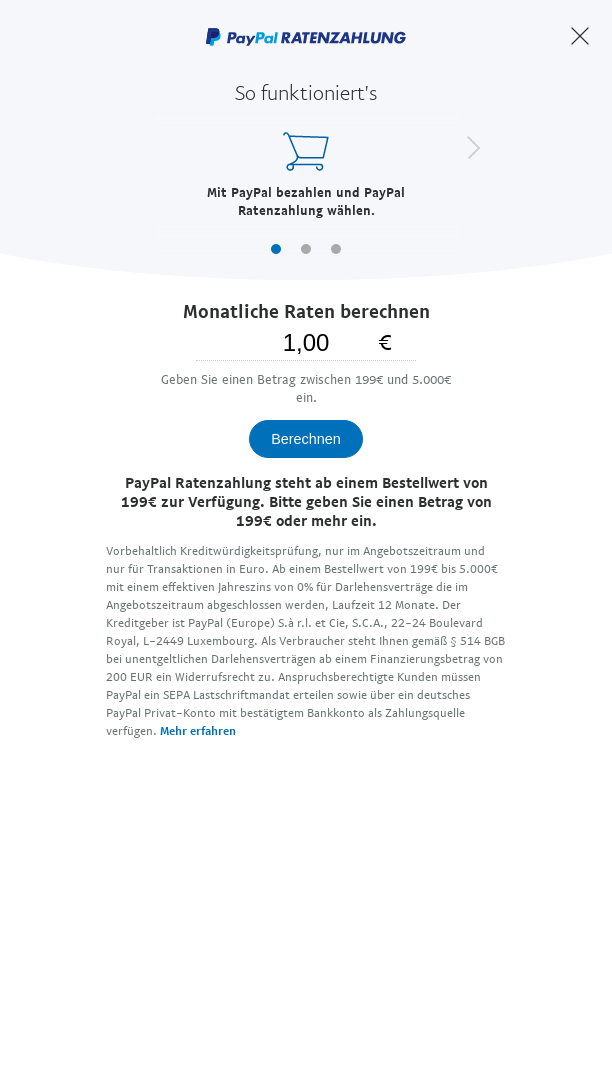 PayPal RATENZAHLUNG
So funktioniert's
Mit PayPal bezahlen und PayPal
Ratenzahlung wählen.
Monatliche Raten berechnen
1,00 €
Geben Sie einen Betrag zwischen 199€ und 5.000€
ein.
Berechnen
PayPal Ratenzahlung steht ab einem Bestellwert von
199€ zur Verfügung. Bitte geben Sie einen Betrag von
199€ oder mehr ein.
Vorbehaltlich Kreditwürdigkeitsprüfung, nur im Angebotszeitraum und
nur für Transaktionen in Euro. Ab einem Bestellwert von 199€ bis 5.000€
mit einem effektiven Jahreszins von 0% für Darlehensverträge die im
Angebotszeitraum abgeschlossen werden, Laufzeit 12 Monate. Der
Kreditgeber ist PayPal (Europe) S.à r.l. et Cie, S.C.A., 22-24 Boulevard
Royal, L-2449 Luxembourg. Als Verbraucher steht Ihnen gemäß § 514 BGB
bei unentgeltlichen Darlehensverträgen ab einem Finanzierungsbetrag von
200 EUR ein Widerrufsrecht zu. Anspruchsberechtigte Kunden müssen
PayPal ein SEPA Lastschriftmandat erteilen sowie über ein deutsches
PayPal Privat-Konto mit bestätigtem Bankkonto als Zahlungsquelle
verfügen. Mehr erfahren